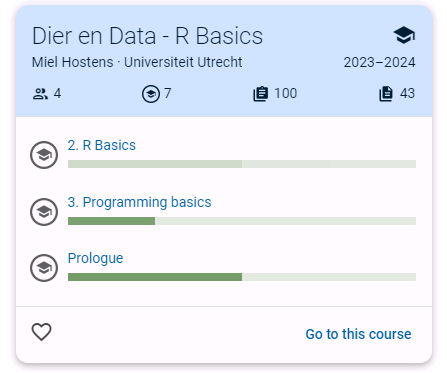 Dier en Data - R Basics
Miel Hostens · Universiteit Utrecht 2023–2024
4 7 100 43
2. R Basics
3. Programming basics
Prologue
Go to this course